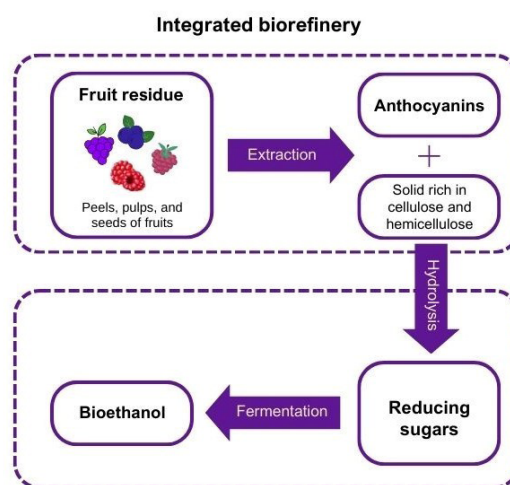 Integrated biorefinery
Fruit residue
Peels, pulps, and
seeds of fruits
Extraction
Anthocyanins
+
Solid rich in
cellulose and
hemicellulose
Hydrolysis
Reducing
sugars
Fermentation
Bioethanol